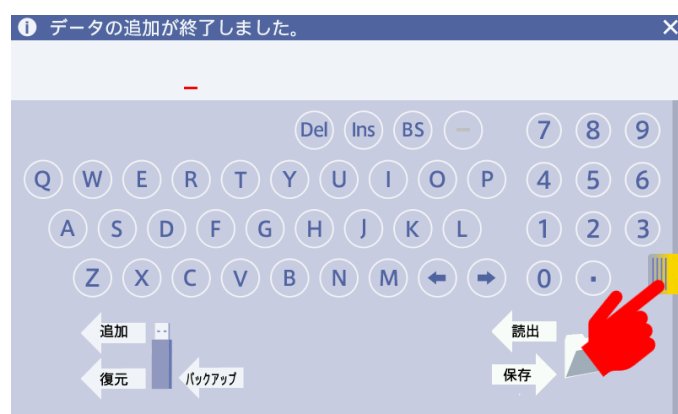 データの追加が終了しました。
Del Ins BS − 7 8 9
Q W E R T Y U I O P 4 5 6
A S D F G H J K L 1 2 3
Z X C V B N M 0 .
追加
読出
復元
バックアップ
保存